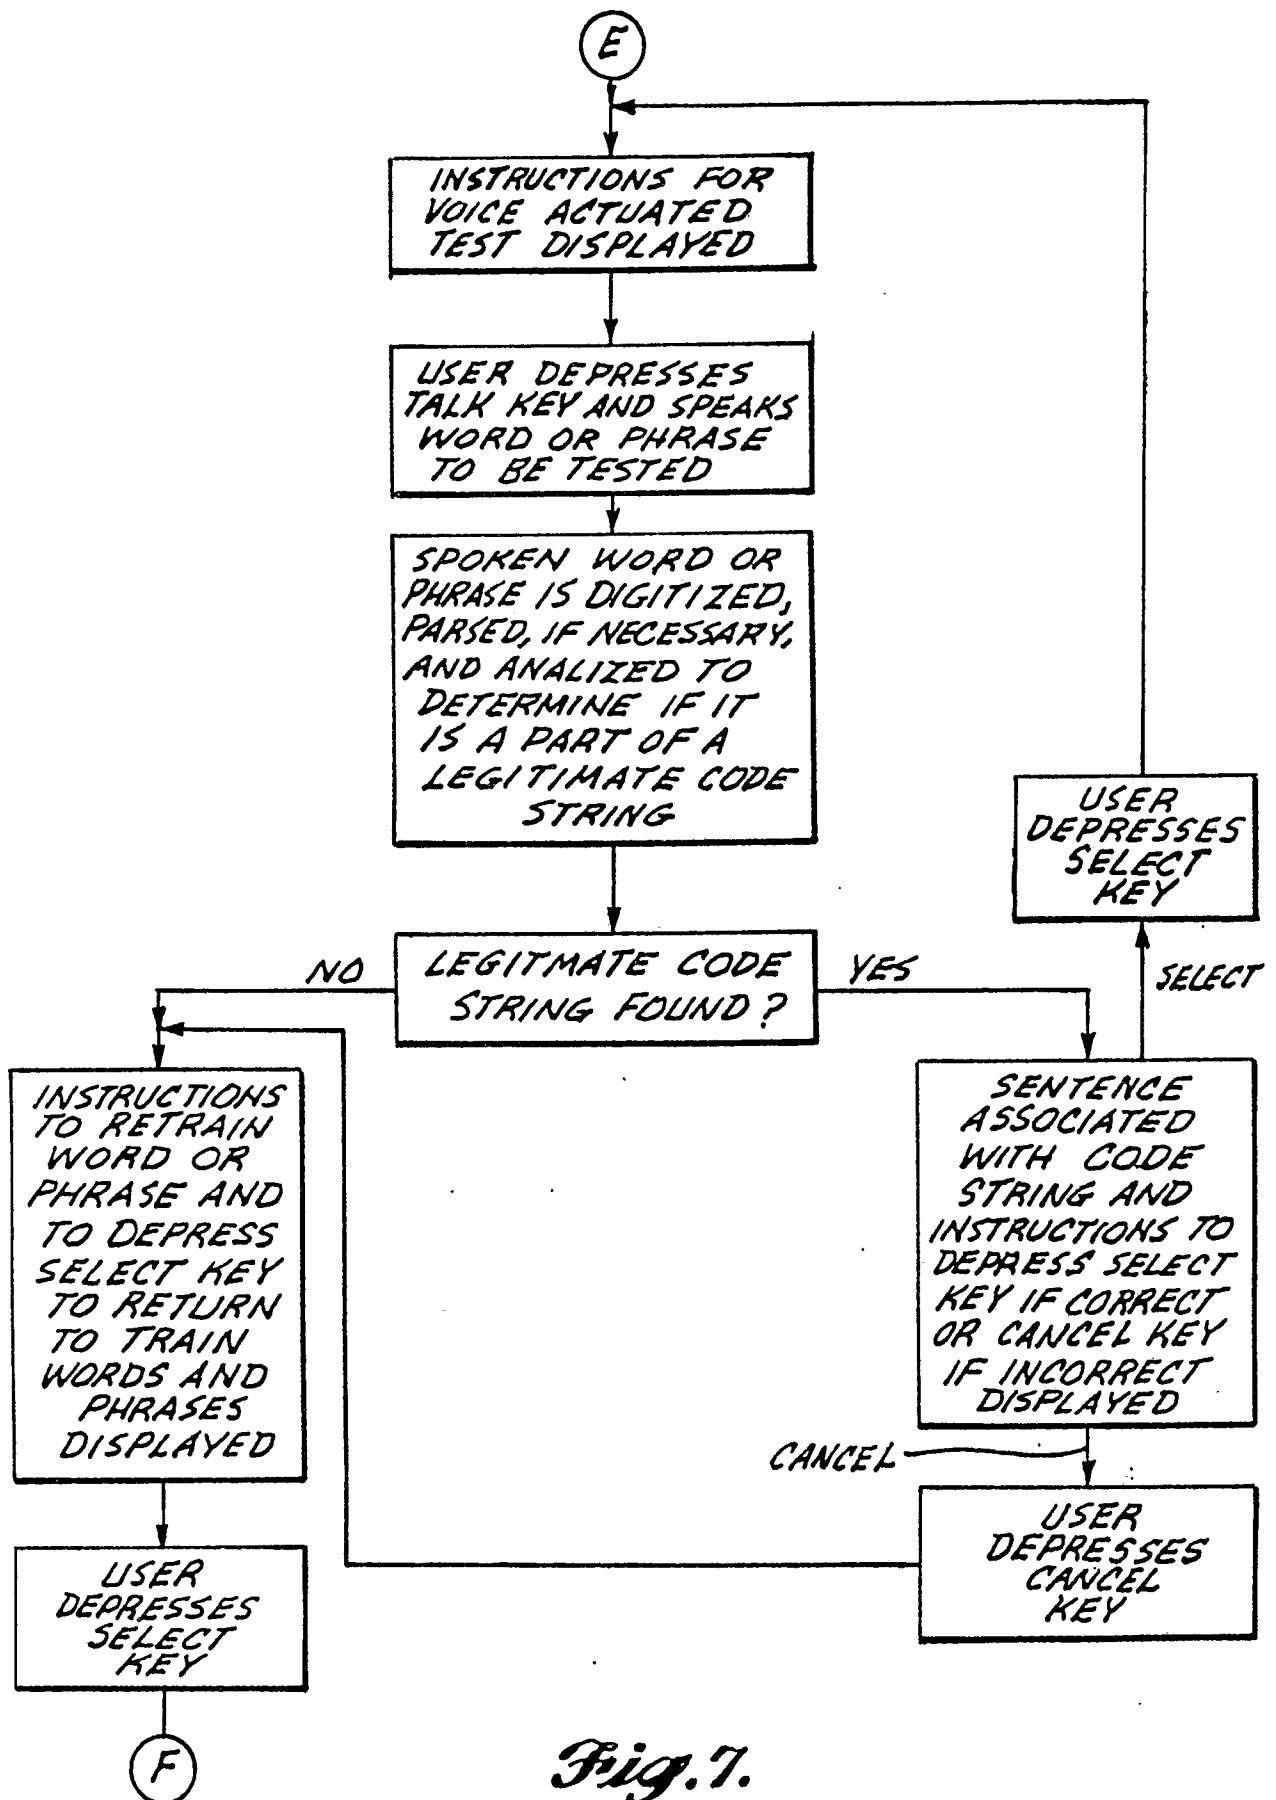 E
INSTRUCTIONS FOR
VOICE ACTUATED
TEST DISPLAYED
USER DEPRESSES
TALK KEY AND SPEAKS
WORD OR PHRASE
TO BE TESTED
SPOKEN WORD OR
PHRASE IS DIGITIZED,
PARSED, IF NECESSARY,
AND ANALIZED TO
DETERMINE IF IT
IS A PART OF A
LEGITIMATE CODE
STRING
USER
DEPRESSES
SELECT
KEY
LEGITMATE CODE
STRING FOUND?
NO
YES
SELECT
INSTRUCTIONS
TO RETRAIN
WORD OR
PHRASE AND
TO DEPRESS
SELECT KEY
TO RETURN
TO TRAIN
WORDS AND
PHRASES
DISPLAYED
SENTENCE
ASSOCIATED
WITH CODE
STRING AND
INSTRUCTIONS TO
DEPRESS SELECT
KEY IF CORRECT
OR CANCEL KEY
IF INCORRECT
DISPLAYED
CANCEL
USER
DEPRESSES
CANCEL
KEY
USER
DEPRESSES
SELECT
KEY
F
Fig. 7.